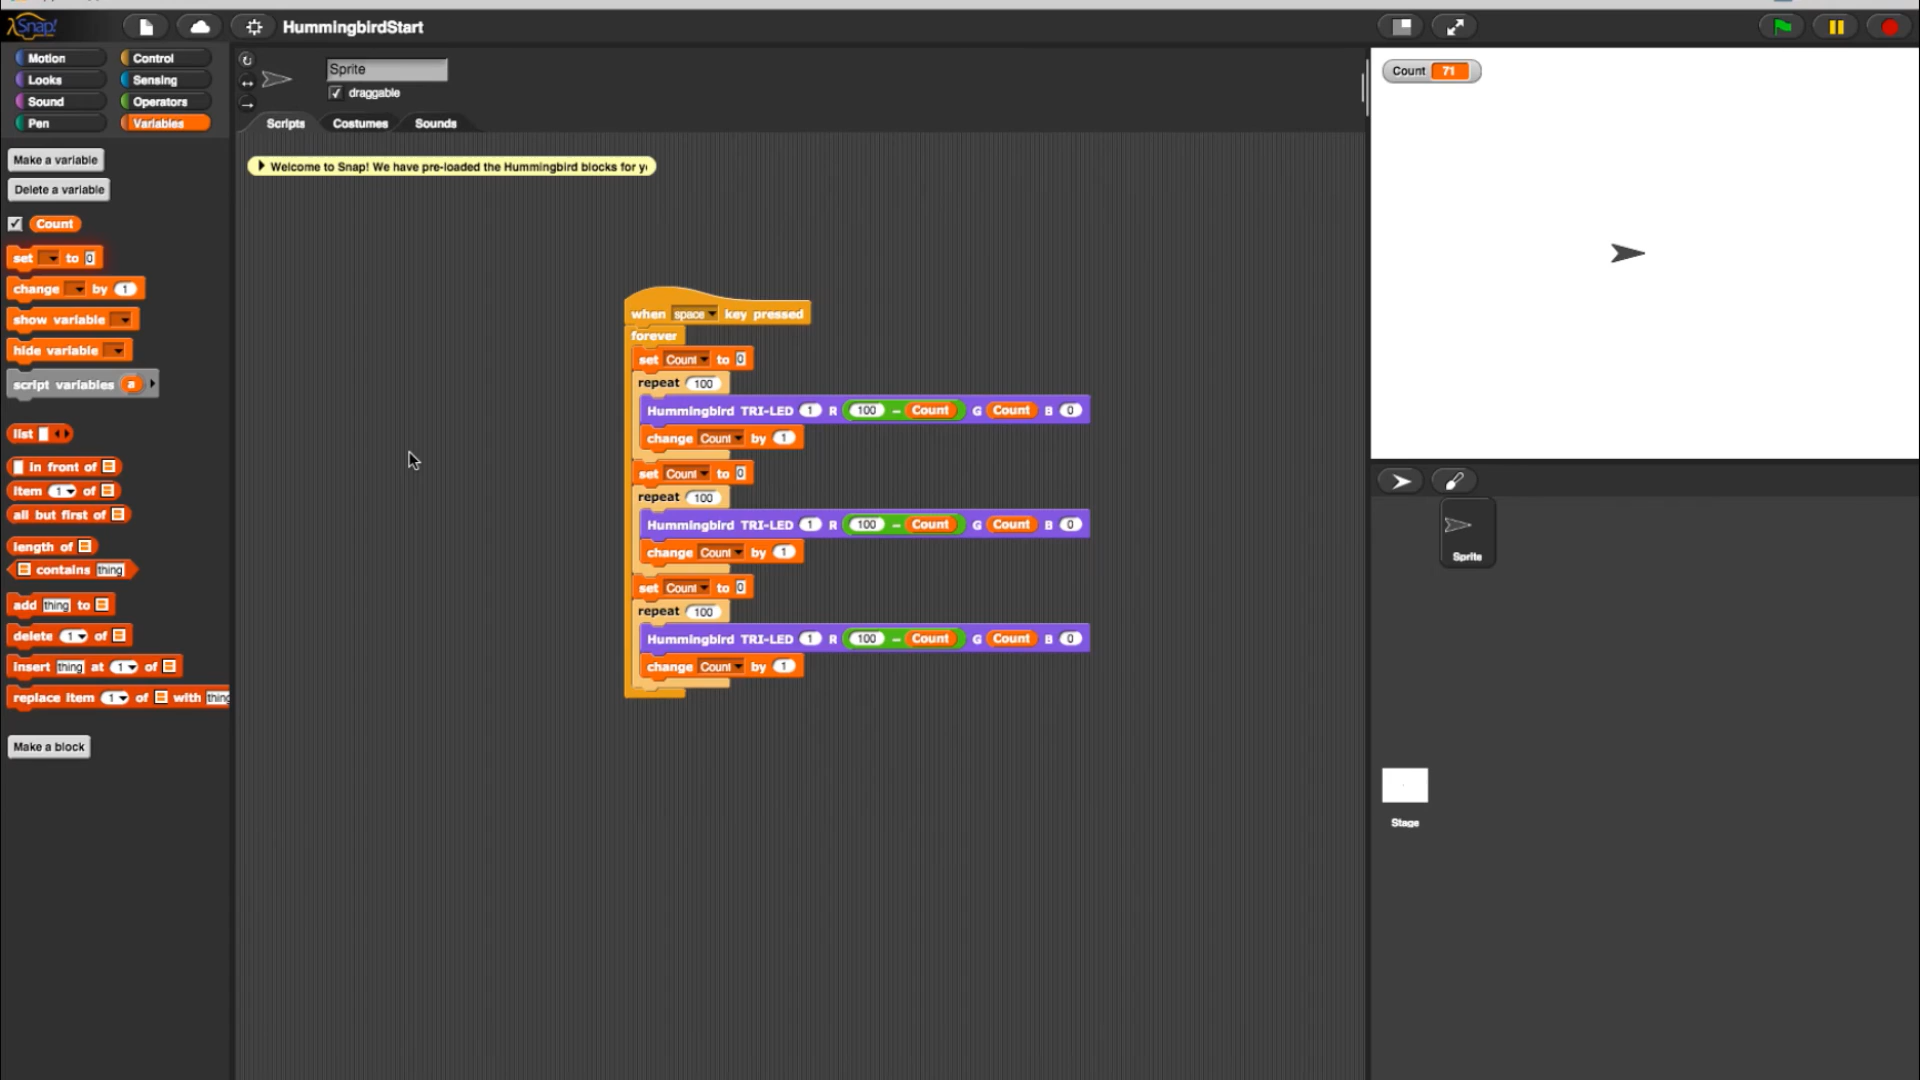 Snap!
HummingbirdStart
Motion
Control
Looks
Sensing
Sound
Operators
Pen
Variables
Sprite
draggable
Scripts
Costumes
Sounds
Make a variable
Delete a variable
Count
set to 0
change by 1
show variable
hide variable
script variables a
list
in front of
item 1 of
all but first of
length of
contains thing
add thing to
delete 1 of
insert thing at 1 of
replace item 1 of with thing
Make a block
Welcome to Snap! We have pre-loaded the Hummingbird blocks for y
when space key pressed
forever
set Count to 0
repeat 100
Hummingbird TRI-LED 1 R 100 - Count G Count B 0
change Count by 1
set Count to 0
repeat 100
Hummingbird TRI-LED 1 R 100 - Count G Count B 0
change Count by 1
set Count to 0
repeat 100
Hummingbird TRI-LED 1 R 100 - Count G Count B 0
change Count by 1
Count 71
Sprite
Stage